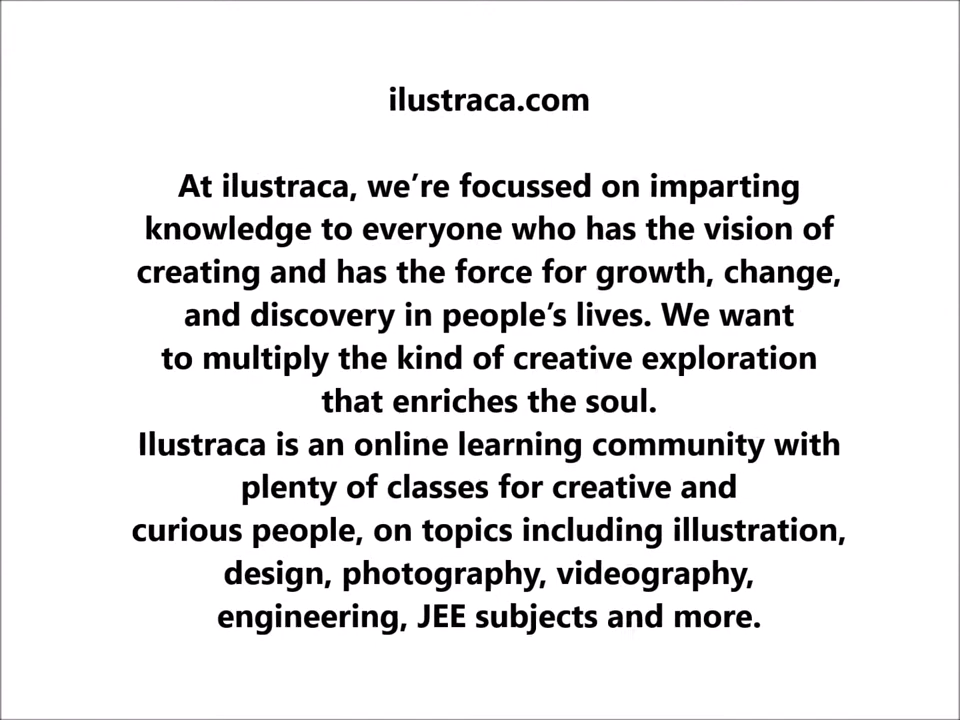 ilustraca.com
At ilustraca, we’re focussed on imparting
knowledge to everyone who has the vision of
creating and has the force for growth, change,
and discovery in people’s lives. We want
to multiply the kind of creative exploration
that enriches the soul.
Ilustraca is an online learning community with
plenty of classes for creative and
curious people, on topics including illustration,
design, photography, videography,
engineering, JEE subjects and more.